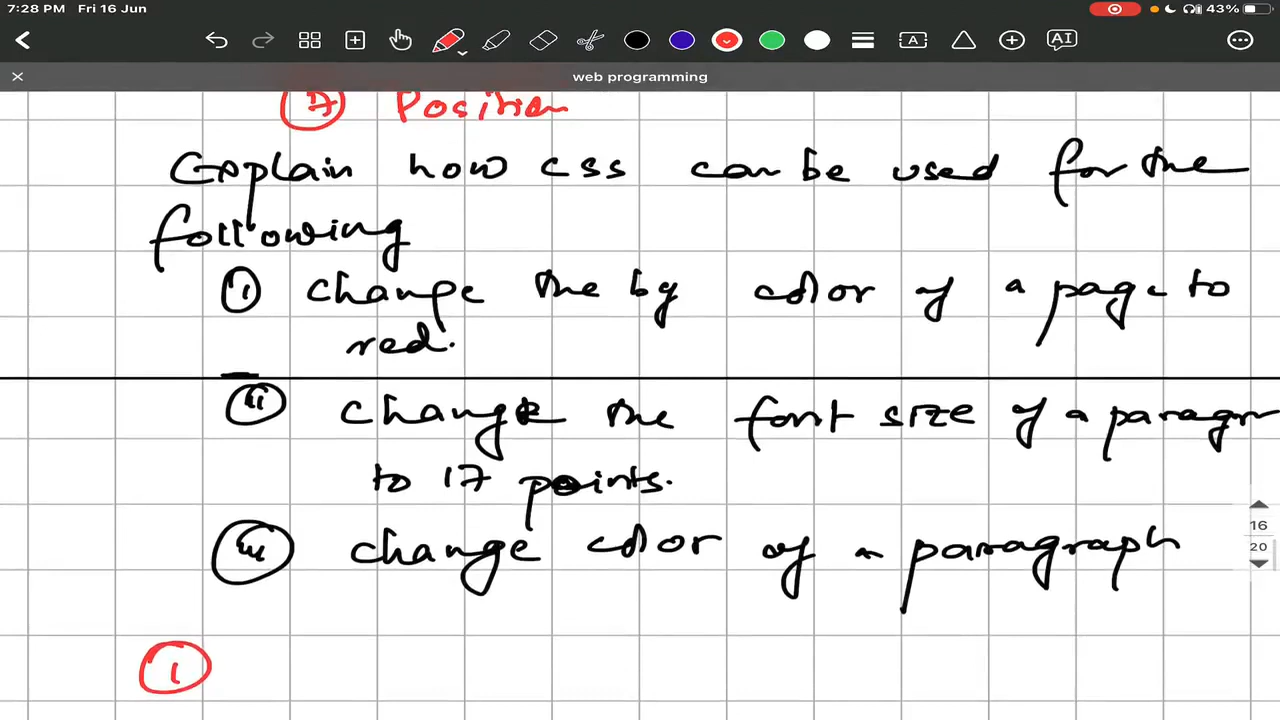 7:28 PM Fri 16 Jun
43%
A
AI
web programming
Position
Explain how css can be used for the
following
i change the bg color of a page to
red.
ii change the font size of a paragr
to 17 points.
iii change color of a paragraph
1
16
20